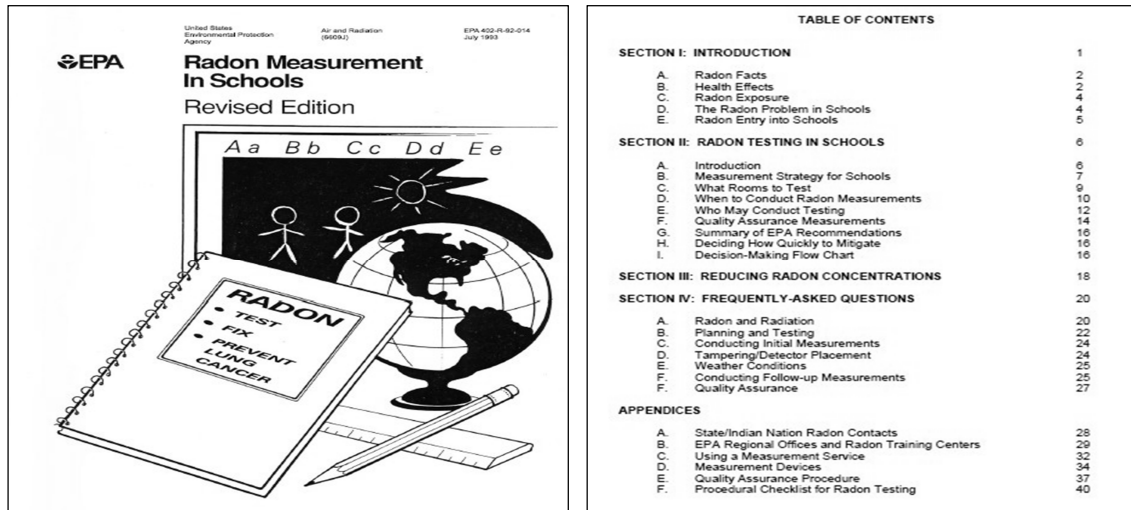 United States
Environmental Protection
Agency
Air and Radiation
(6609J)
EPA 402-R-92-014
July 1993
EPA
Radon Measurement
In Schools
Revised Edition
Aa Bb Cc Dd Ee
RADON
• TEST
• FIX
• PREVENT
LUNG
CANCER
TABLE OF CONTENTS
SECTION I: INTRODUCTION 1
A. Radon Facts 2
B. Health Effects 2
C. Radon Exposure 4
D. The Radon Problem in Schools 4
E. Radon Entry into Schools 5
SECTION II: RADON TESTING IN SCHOOLS 6
A. Introduction 6
B. Measurement Strategy for Schools 7
C. What Rooms to Test 9
D. When to Conduct Radon Measurements 10
E. Who May Conduct Testing 12
F. Quality Assurance Measurements 14
G. Summary of EPA Recommendations 16
H. Deciding How Quickly to Mitigate 16
I. Decision-Making Flow Chart 16
SECTION III: REDUCING RADON CONCENTRATIONS 18
SECTION IV: FREQUENTLY-ASKED QUESTIONS 20
A. Radon and Radiation 20
B. Planning and Testing 22
C. Conducting Initial Measurements 24
D. Tampering/Detector Placement 24
E. Weather Conditions 25
F. Conducting Follow-up Measurements 25
F. Quality Assurance 27
APPENDICES
A. State/Indian Nation Radon Contacts 28
B. EPA Regional Offices and Radon Training Centers 29
C. Using a Measurement Service 32
D. Measurement Devices 34
E. Quality Assurance Procedure 37
F. Procedural Checklist for Radon Testing 40